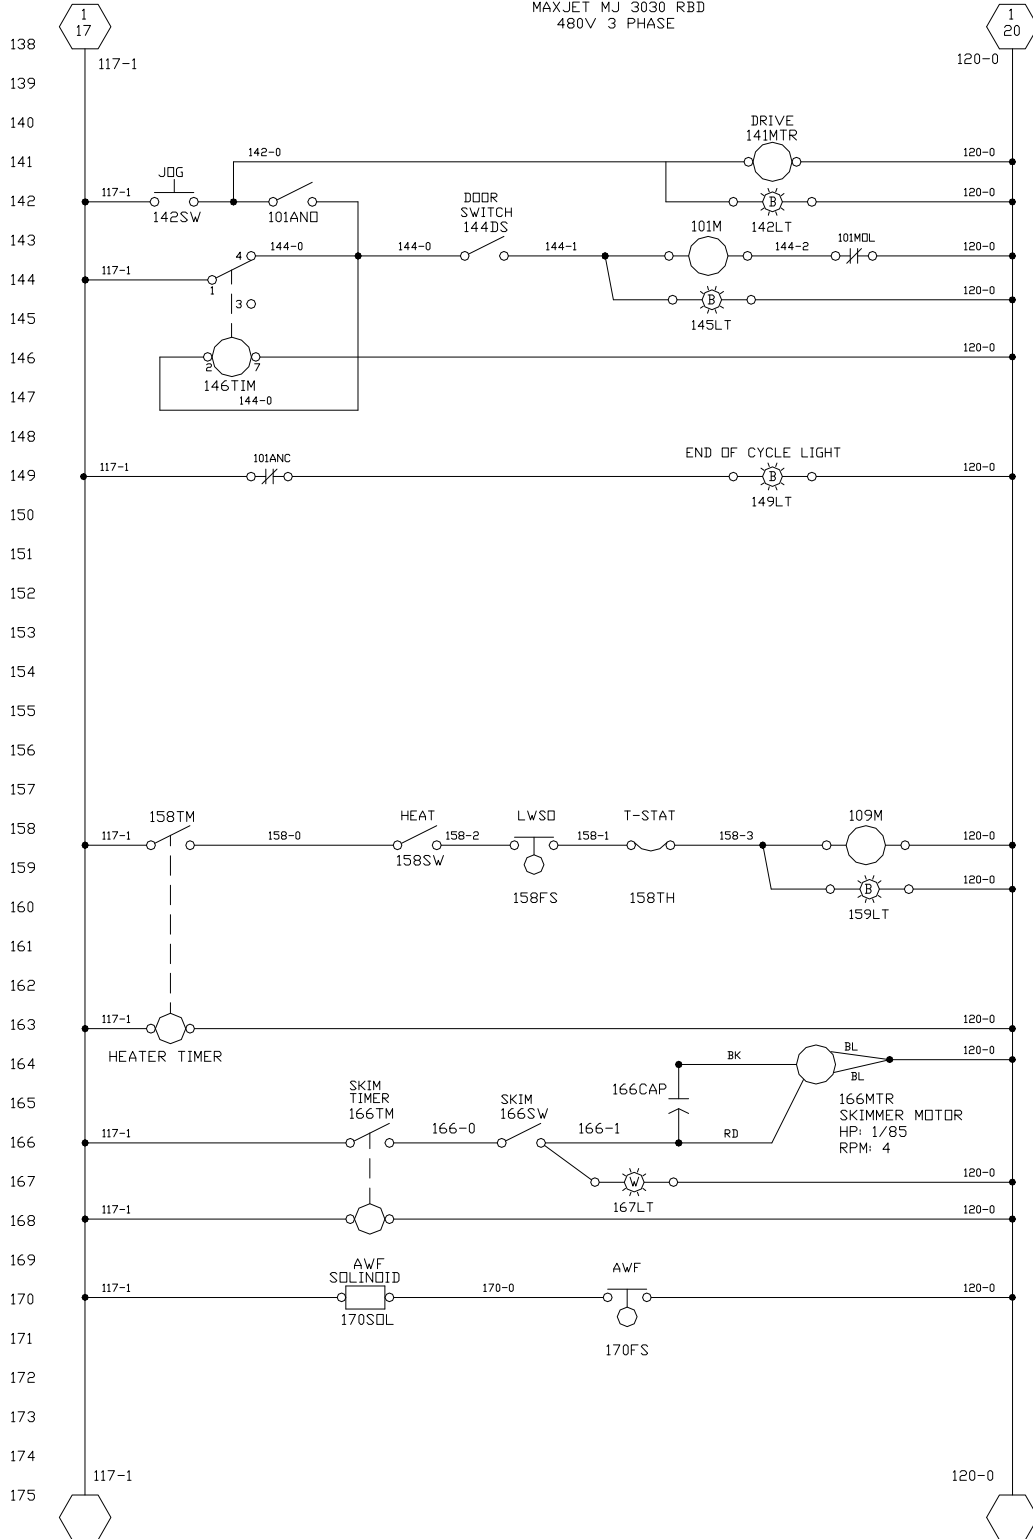 MAXJET MJ 3030 RBD
480V 3 PHASE
1
17
1
20
138
117-1
120-0
139
140
DRIVE
141MTR
141
142-0
120-0
JOG
142
117-1
142SW
101ANO
B
142LT
120-0
DOOR
SWITCH
144DS
143
4
144-0
144-0
144-1
101M
144-2
101MOL
120-0
144
117-1
1
3
B
145LT
120-0
145
146
2
7
146TIM
120-0
147
144-0
148
END OF CYCLE LIGHT
149
117-1
101ANC
B
149LT
120-0
150
151
152
153
154
155
156
157
158TM
HEAT
LWSO
T-STAT
109M
158
117-1
158-0
158-2
158-1
158-3
120-0
158SW
159
120-0
158FS
158TH
B
159LT
160
161
162
163
117-1
120-0
HEATER TIMER
164
BK
BL
BL
120-0
165
SKIM
TIMER
166TM
SKIM
166SW
166CAP
166MTR
SKIMMER MOTOR
HP: 1/85
RPM: 4
166
117-1
166-0
166-1
RD
167
W
167LT
120-0
168
117-1
120-0
169
AWF
SOLINOID
AWF
170
117-1
170-0
120-0
170SOL
171
170FS
172
173
174
117-1
120-0
175